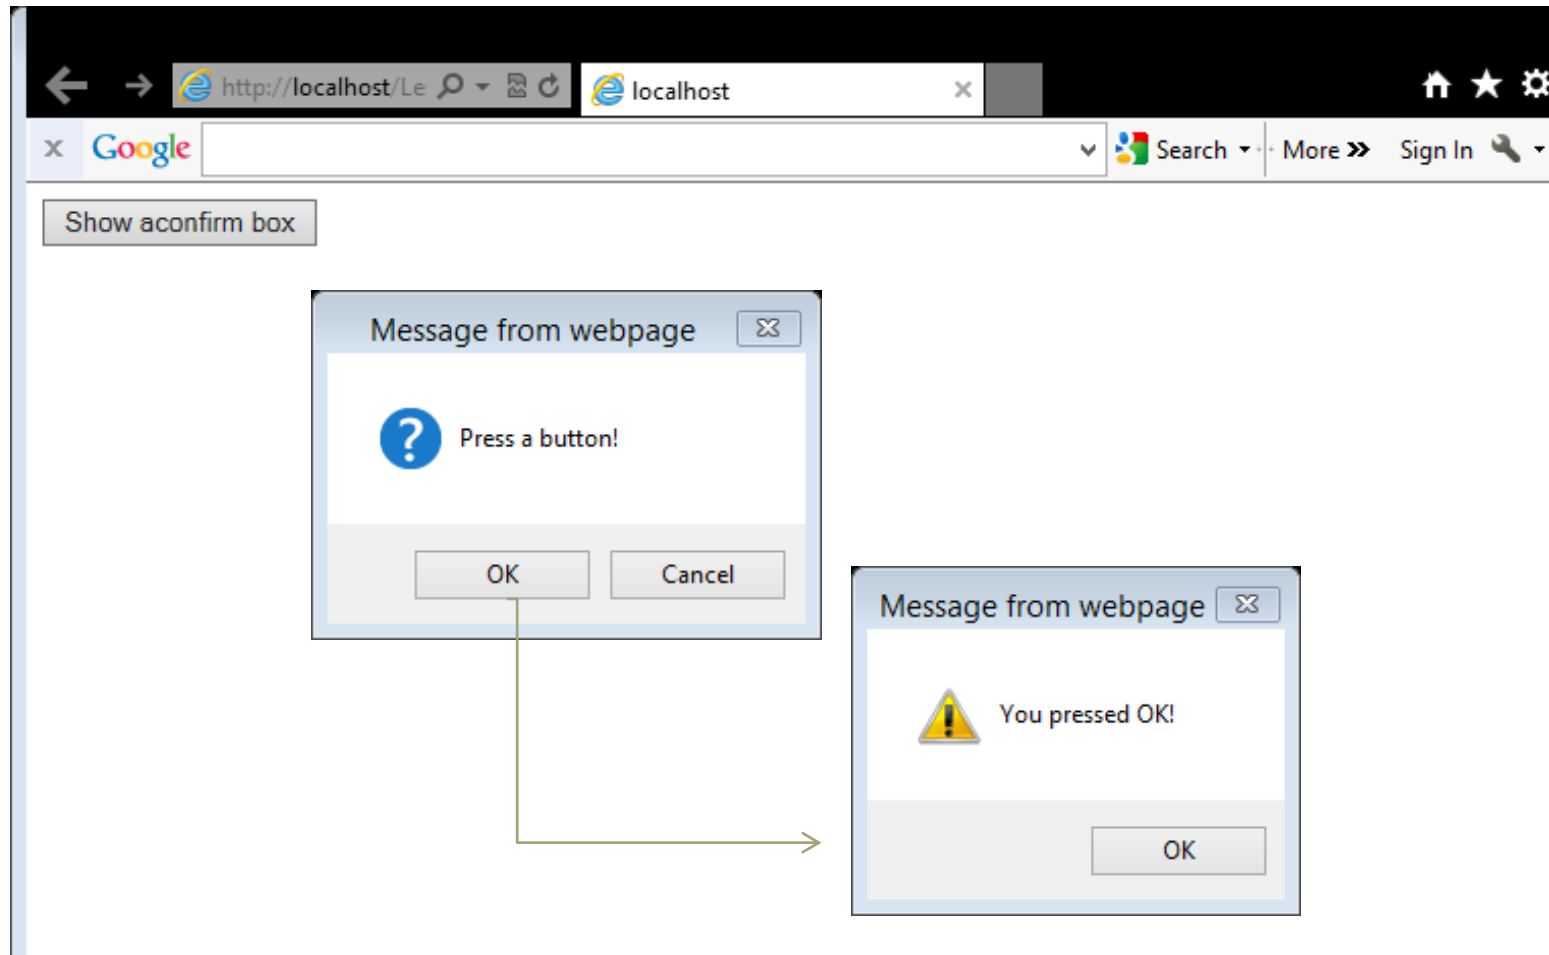 http://localhost/Le
localhost
x Google Search More » Sign In
Show aconfirm box
Message from webpage
Press a button!
OK Cancel
Message from webpage
You pressed OK!
OK